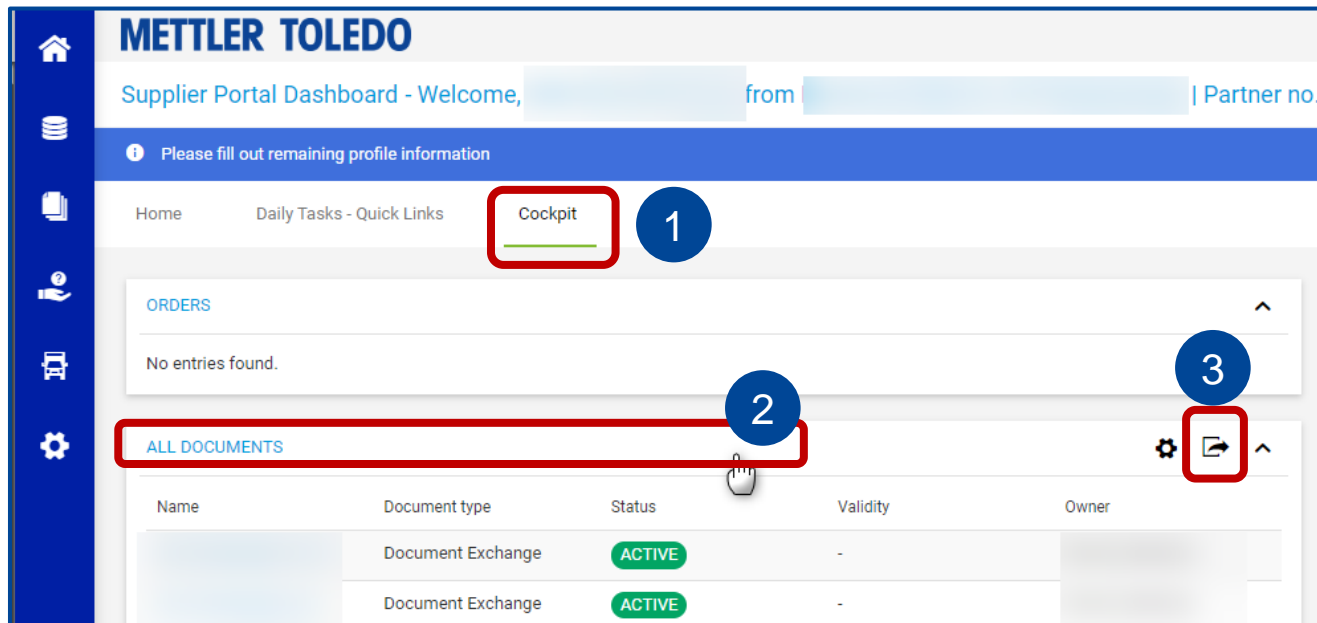 METTLER TOLEDO
Supplier Portal Dashboard - Welcome, from | Partner no.
Please fill out remaining profile information
Home Daily Tasks - Quick Links Cockpit 1
ORDERS
No entries found.
3
2
ALL DOCUMENTS
Name Document type Status Validity Owner
Document Exchange ACTIVE -
Document Exchange ACTIVE -